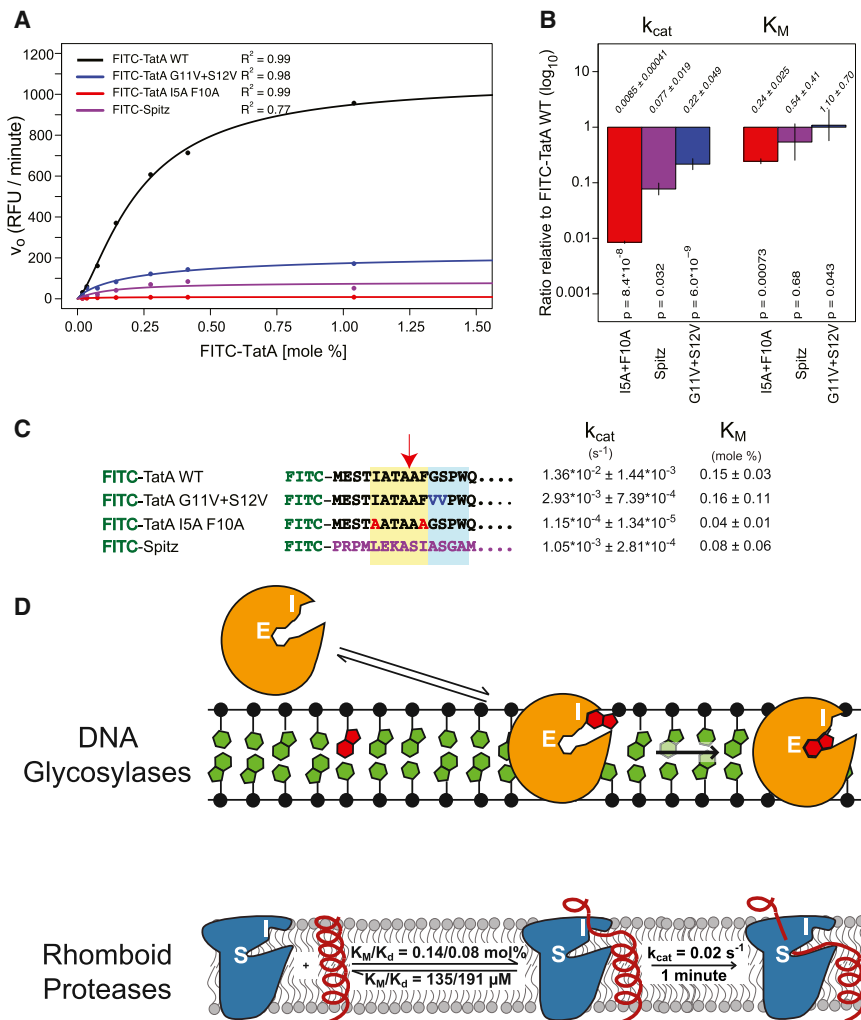 A
1200
1000
800
600
400
200
0
v₀ (RFU / minute)
FITC-TatA WT R² = 0.99
FITC-TatA G11V+S12V R² = 0.98
FITC-TatA I5A F10A R² = 0.99
FITC-Spitz R² = 0.77
0.00 0.25 0.50 0.75 1.00 1.25 1.50
FITC-TatA [mole %]
B
k_cat K_M
Ratio relative to FITC-TatA WT (log₁₀)
10
1
0.1
0.01
0.001
0.0085 ± 0.00041
0.077 ± 0.019
0.22 ± 0.049
0.24 ± 0.025
0.54 ± 0.41
1.10 ± 0.70
p = 8.4*10⁻⁸
p = 0.032
p = 6.0*10⁻⁹
p = 0.00073
p = 0.68
p = 0.043
I5A+F10A
Spitz
G11V+S12V
I5A+F10A
Spitz
G11V+S12V
C
k_cat K_M
(s⁻¹) (mole %)
FITC-TatA WT FITC-MESTIATAAFGSPWQ.... 1.36*10⁻² ± 1.44*10⁻³ 0.15 ± 0.03
FITC-TatA G11V+S12V FITC-MESTIATAAFVVPWQ.... 2.93*10⁻³ ± 7.39*10⁻⁴ 0.16 ± 0.11
FITC-TatA I5A F10A FITC-MESTAATAAAGSPWQ.... 1.15*10⁻⁴ ± 1.34*10⁻⁵ 0.04 ± 0.01
FITC-Spitz FITC-PRPMLEKASIASGAM.... 1.05*10⁻³ ± 2.81*10⁻⁴ 0.08 ± 0.06
D
I
E
DNA
Glycosylases
I
E
I
E
Rhomboid
Proteases
I
S
+
K_M/K_d = 0.14/0.08 mol%
K_M/K_d = 135/191 µM
I
S
k_cat = 0.02 s⁻¹
1 minute
I
S